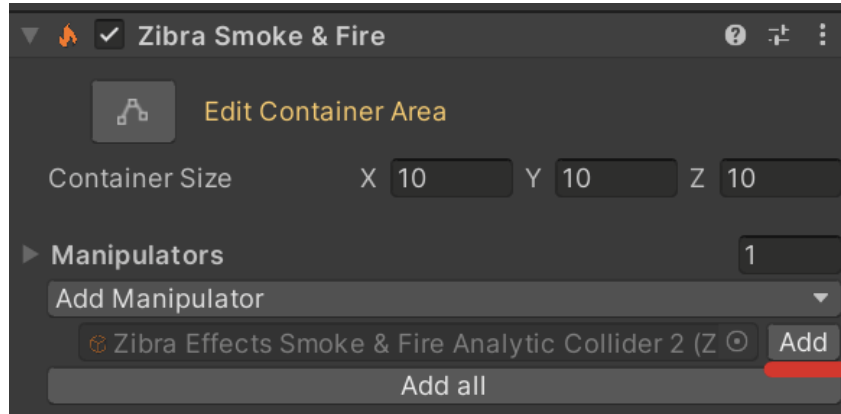 Zibra Smoke & Fire
Edit Container Area
Container Size X 10 Y 10 Z 10
Manipulators 1
Add Manipulator
Zibra Effects Smoke & Fire Analytic Collider 2 (Z Add
Add all